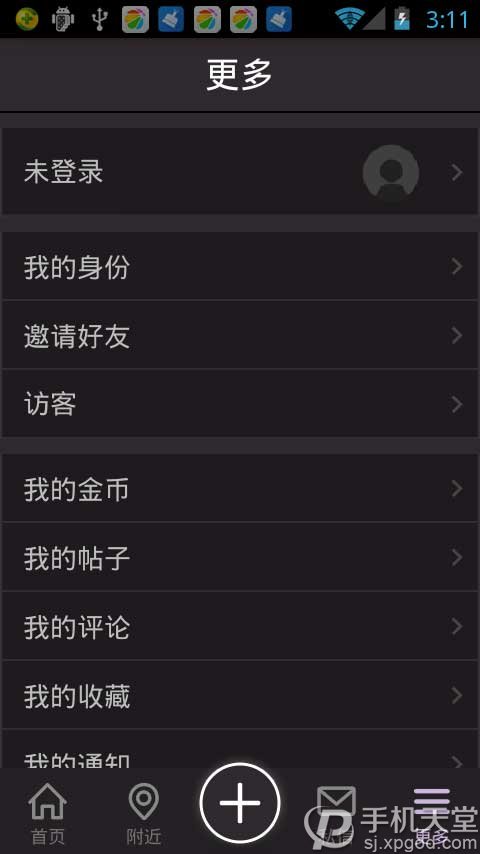 3:11
更多
未登录
我的身份
邀请好友
访客
我的金币
我的帖子
我的评论
我的收藏
我的通知
首页
附近
私信
更多
手机天堂
sj.xpgod.com